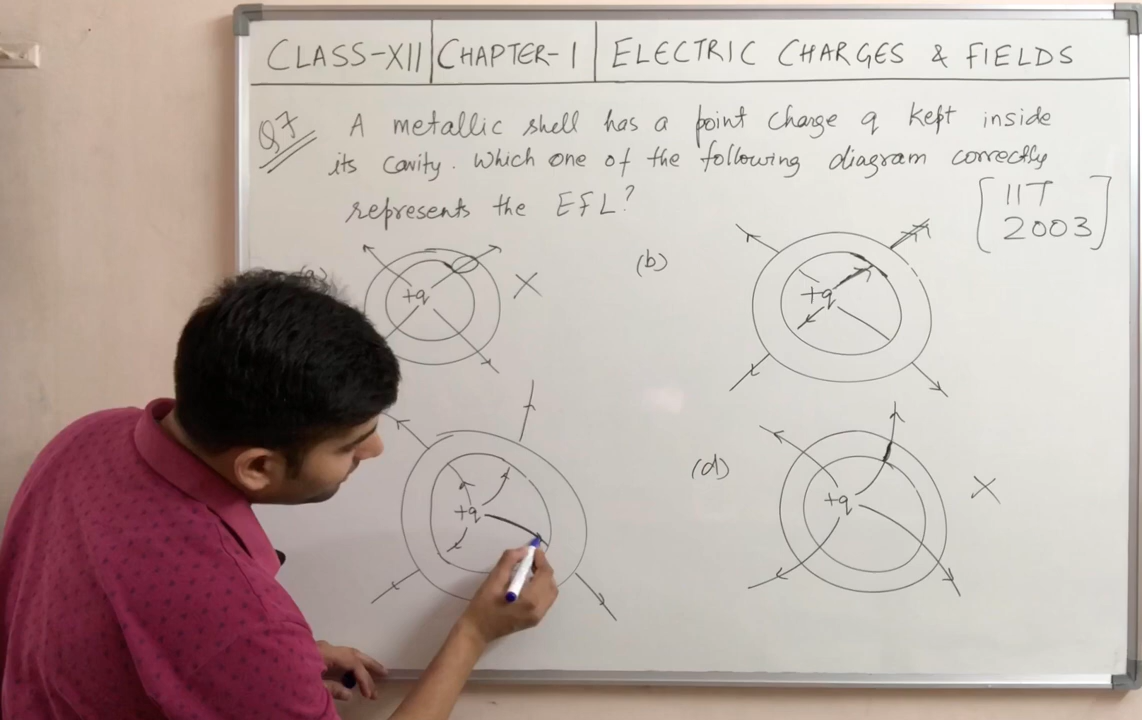 CLASS-XII CHAPTER-1 ELECTRIC CHARGES & FIELDS
Q7 A metallic shell has a point charge q kept inside
its cavity. Which one of the following diagram correctly
represents the EFL?
[IIT
2003]
(a)
+q
(b)
+q
+q
(d)
+q